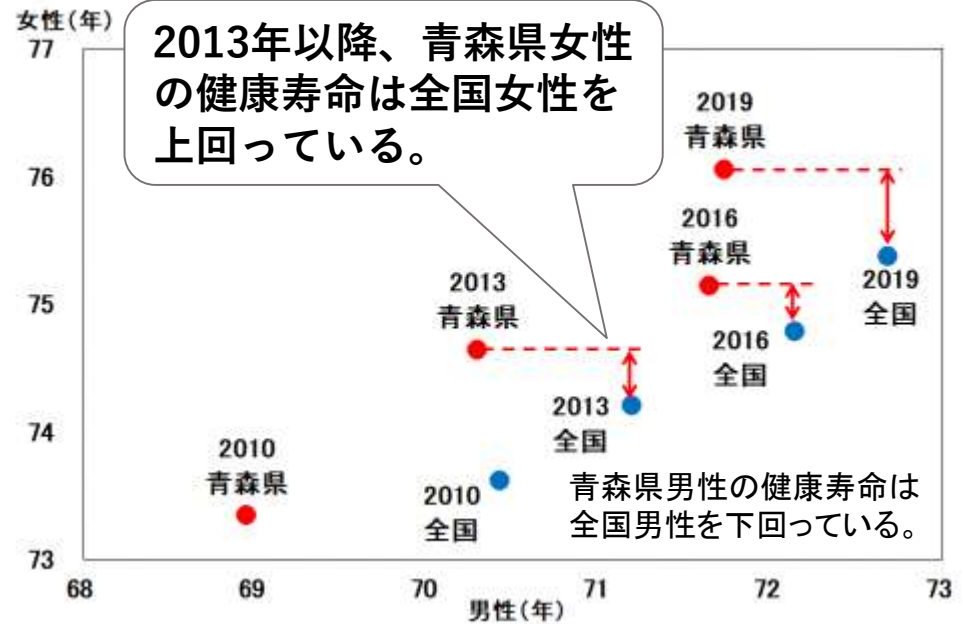 女性(年)
77
2013年以降、青森県女性
の健康寿命は全国女性を
上回っている。
2019
青森県
76
2016
青森県
2013
青森県
75
2019
全国
2016
全国
2013
全国
74
2010
青森県
2010
全国
青森県男性の健康寿命は
全国男性を下回っている。
73
68
69
70
71
72
73
男性(年)